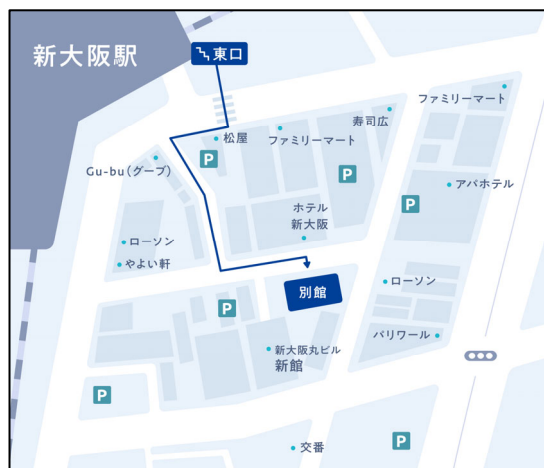 新大阪駅
東口
ファミリーマート
寿司広
松屋
ファミリーマート
P
P
Gu-bu(グーブ)
アパホテル
P
ホテル
新大阪
ローソン
やよい軒
別館
ローソン
P
バリワール
新大阪丸ビル
新館
P
P
交番